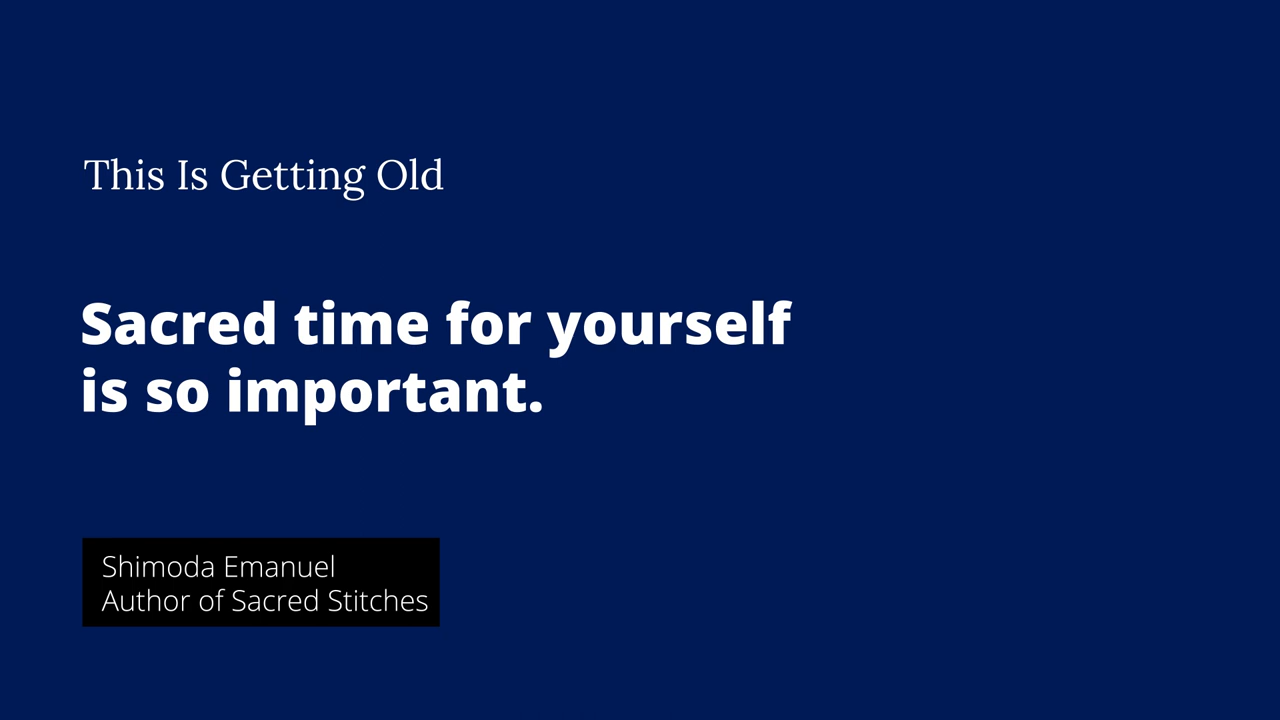 This Is Getting Old
Sacred time for yourself
is so important.
Shimoda Emanuel
Author of Sacred Stitches